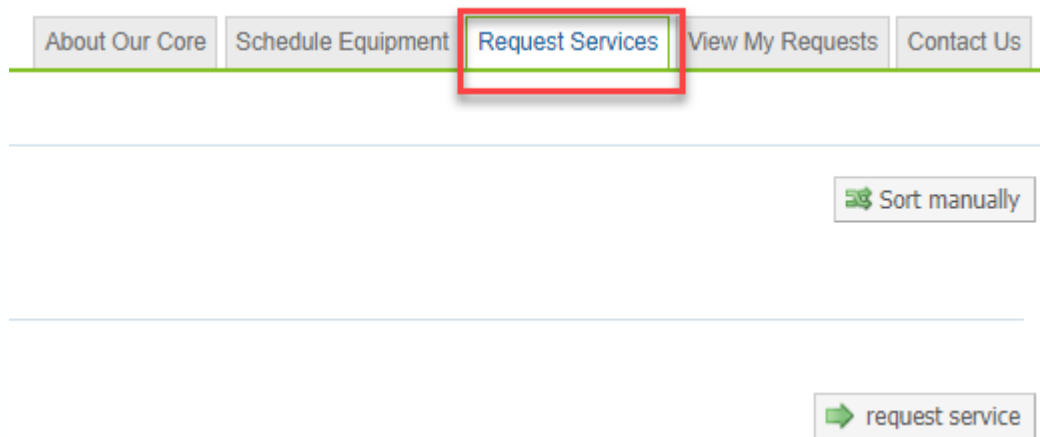 About Our Core Schedule Equipment Request Services View My Requests Contact Us
Sort manually
request service